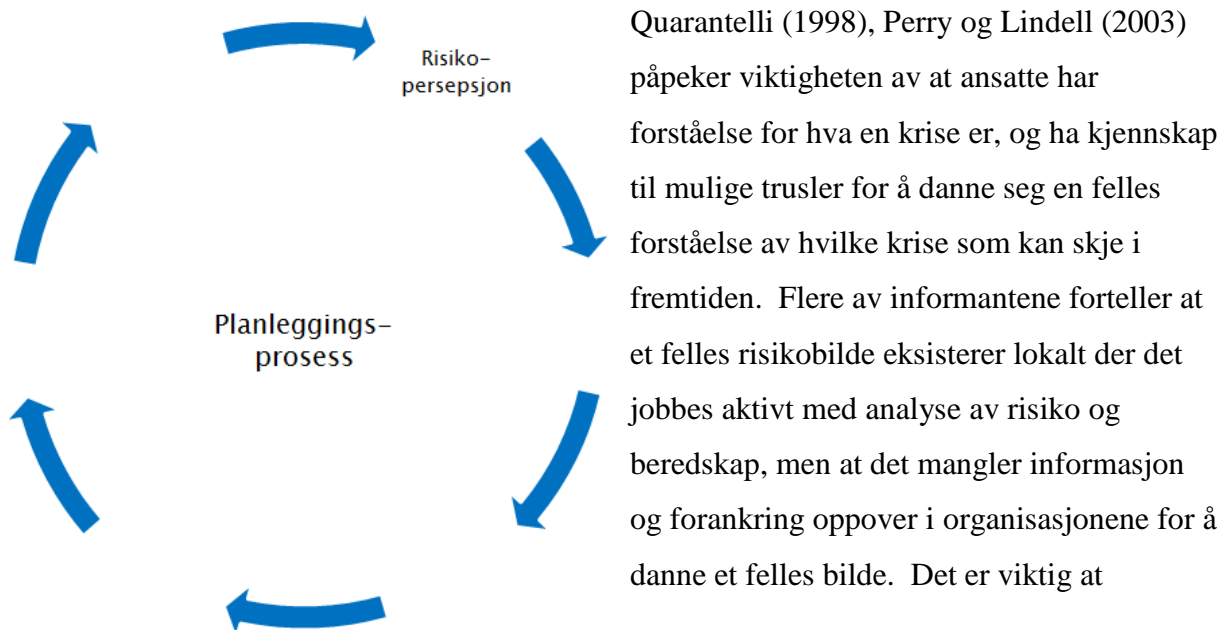 Risiko-
persepsjon
Planleggings-
prosess
Quarantelli (1998), Perry og Lindell (2003)
påpeker viktigheten av at ansatte har
forståelse for hva en krise er, og ha kjennskap
til mulige trusler for å danne seg en felles
forståelse av hvilke krise som kan skje i
fremtiden.  Flere av informantene forteller at
et felles risikobilde eksisterer lokalt der det
jobbes aktivt med analyse av risiko og
beredskap, men at det mangler informasjon
og forankring oppover i organisasjonene for å
danne et felles bilde.  Det er viktig at